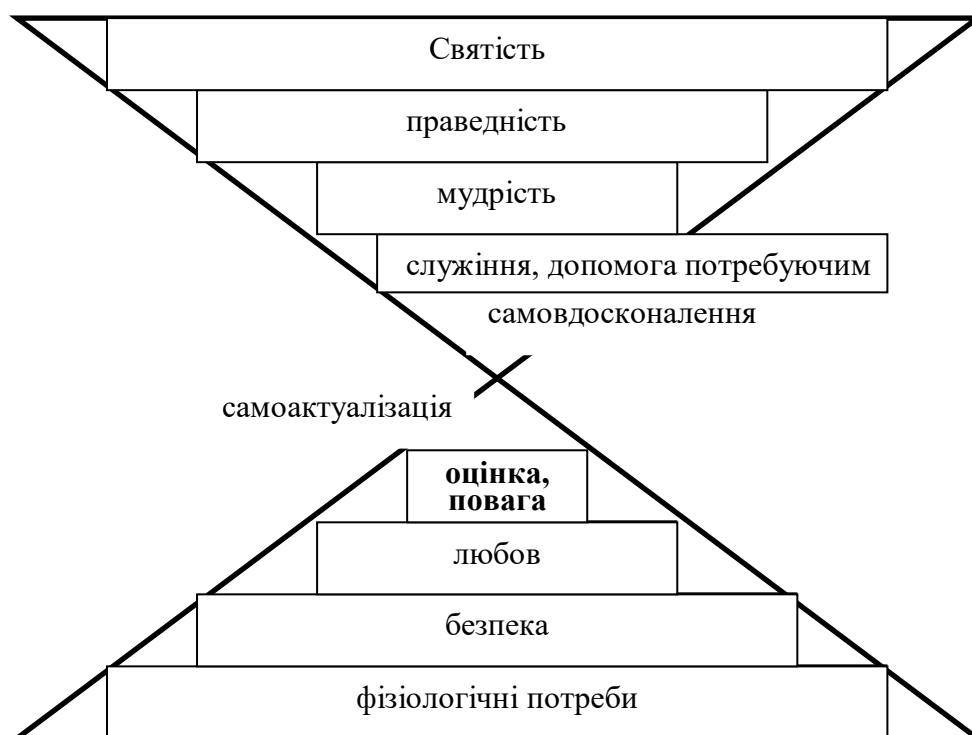 Святість
праведність
мудрість
служіння, допомога потребуючим
самовдосконалення
самоактуалізація
оцінка,
повага
любов
безпека
фізіологічні потреби